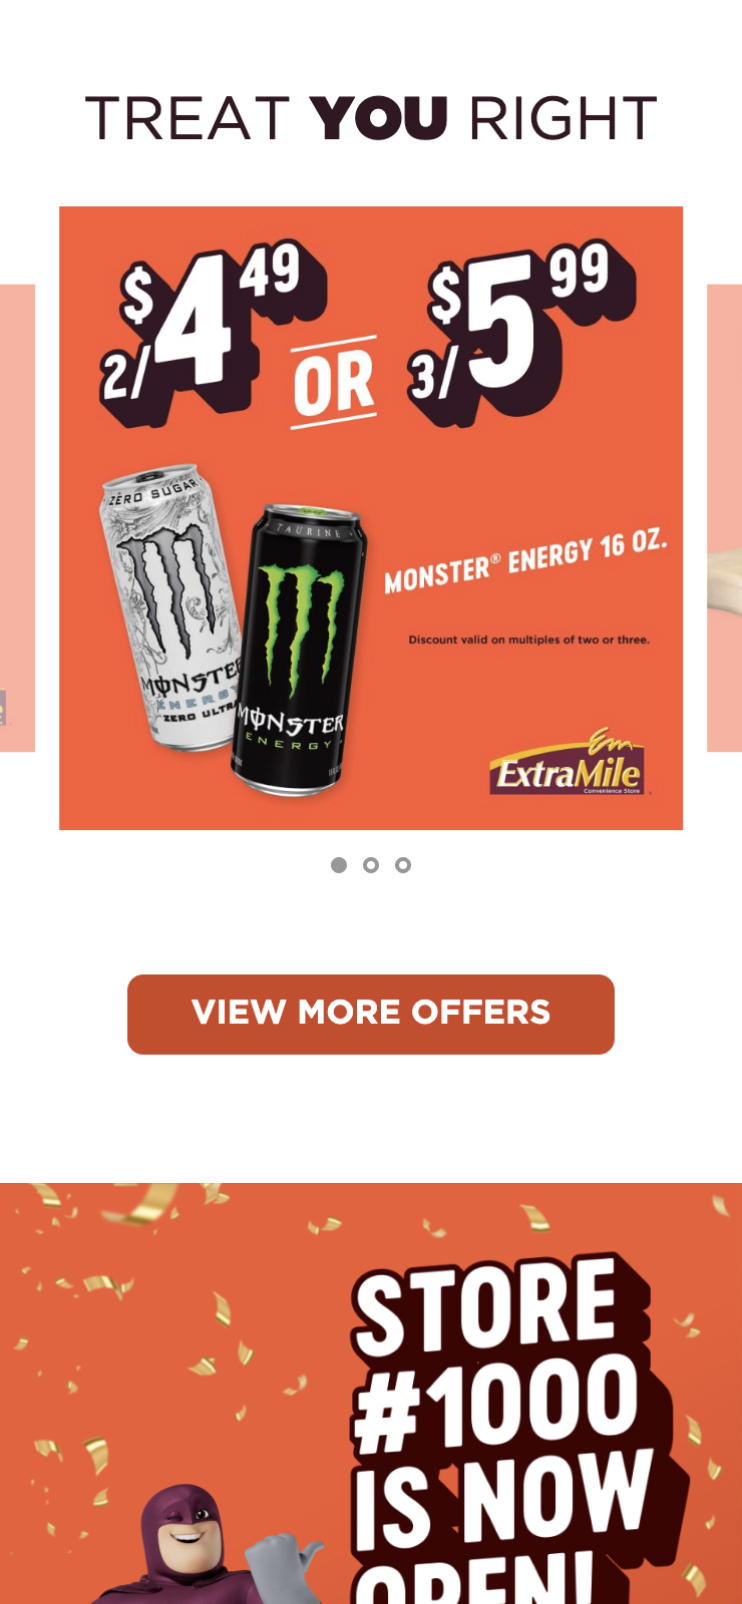 TREAT YOU RIGHT
2/$4 49 OR 3/$5 99
ZERO SUGAR
TAURINE
MONSTER
ENERGY
ZERO ULTRA
MONSTER
ENERGY
MONSTER® ENERGY 16 OZ.
Discount valid on multiples of two or three.
Em
ExtraMile
Convenience Store
VIEW MORE OFFERS
STORE
#1000
IS NOW
OPEN!